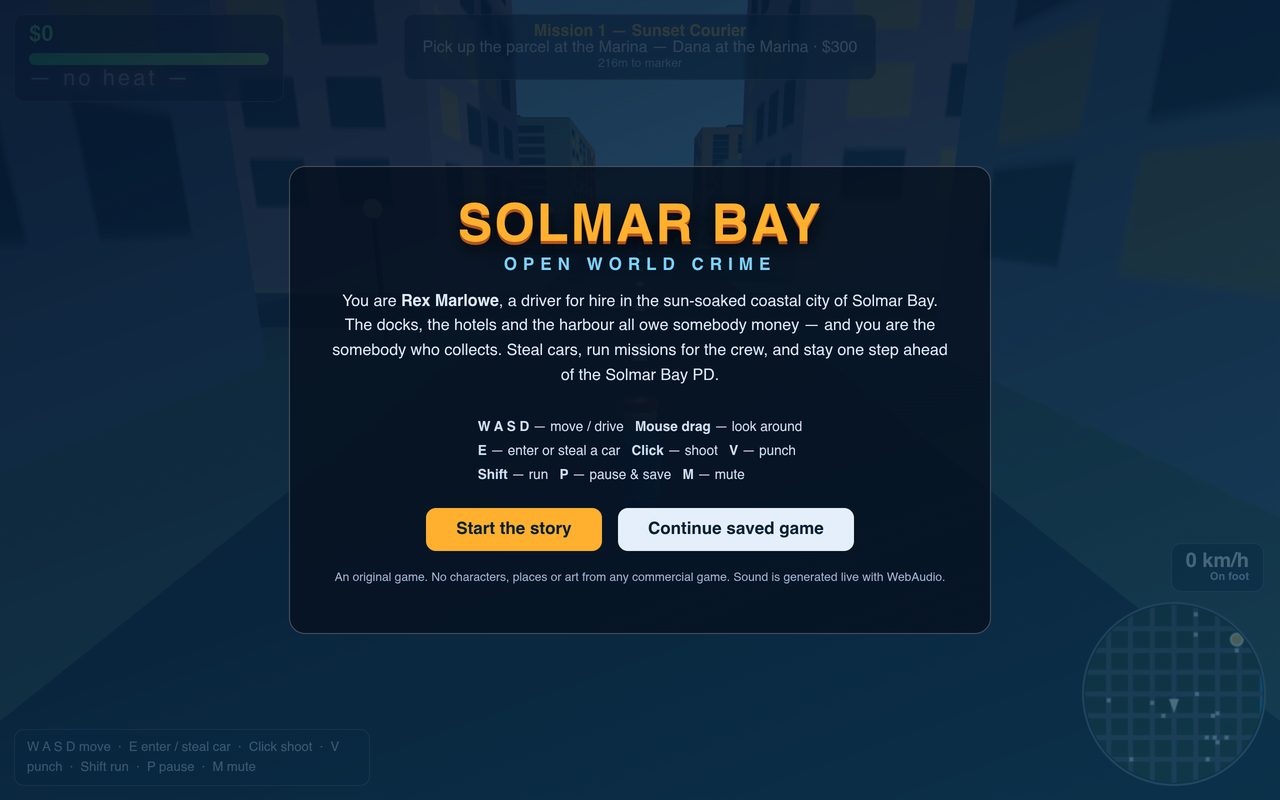 $0
— no heat —
Mission 1 — Sunset Courier
Pick up the parcel at the Marina — Dana at the Marina · $300
216m to marker
SOLMAR BAY
OPEN WORLD CRIME
You are Rex Marlowe, a driver for hire in the sun-soaked coastal city of Solmar Bay.
The docks, the hotels and the harbour all owe somebody money — and you are the
somebody who collects. Steal cars, run missions for the crew, and stay one step ahead
of the Solmar Bay PD.
W A S D — move / drive Mouse drag — look around
E — enter or steal a car Click — shoot V — punch
Shift — run P — pause & save M — mute
Start the story Continue saved game
An original game. No characters, places or art from any commercial game. Sound is generated live with WebAudio.
0 km/h
On foot
W A S D move · E enter / steal car · Click shoot · V
punch · Shift run · P pause · M mute